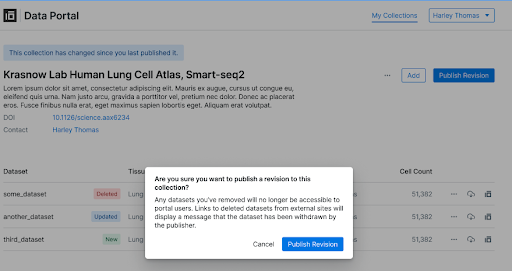 Data Portal
My Collections
Harley Thomas
This collection has changed since you last published it.
Krasnow Lab Human Lung Cell Atlas, Smart-seq2
... Add Publish Revision
Lorem ipsum dolor sit amet, consectetur adipiscing elit. Mauris ex augue, cursus ut congue eu,
eleifend quis urna. Nam justo arcu, gravida a porttitor vel, pretium nec dolor. Donec ac placerat
eros. Fusce finibus nulla erat, eget maximus sapien lobortis eget. Aliquam erat volutpat.
DOI 10.1126/science.aax6234
Contact Harley Thomas
Dataset Tissu Cell Count
some_dataset Deleted Lung 51,382 ...
another_dataset Updated Lung 51,382 ...
third_dataset New Lung 51,382 ...
Are you sure you want to publish a revision to this
collection?
Any datasets you've removed will no longer be accessible to
portal users. Links to deleted datasets from external sites will
display a message that the dataset has been withdrawn by
the publisher.
Cancel Publish Revision